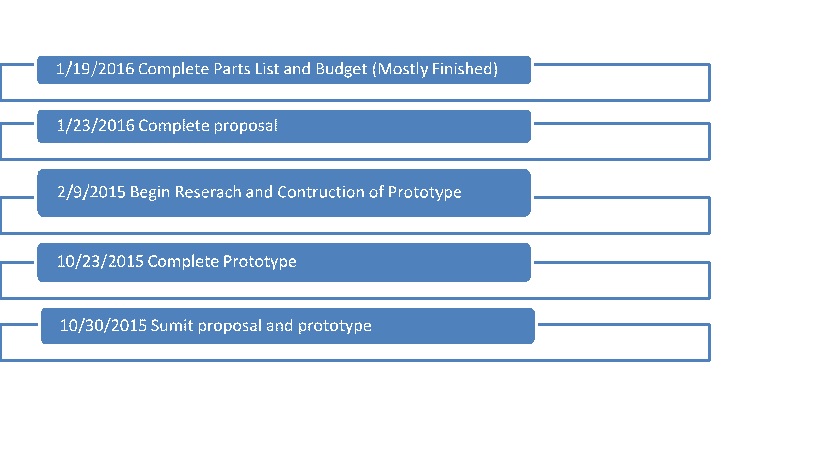 1/19/2016 Complete Parts List and Budget (Mostly Finished)
1/23/2016 Complete proposal
2/9/2015 Begin Reserach and Contruction of Prototype
10/23/2015 Complete Prototype
10/30/2015 Sumit proposal and prototype